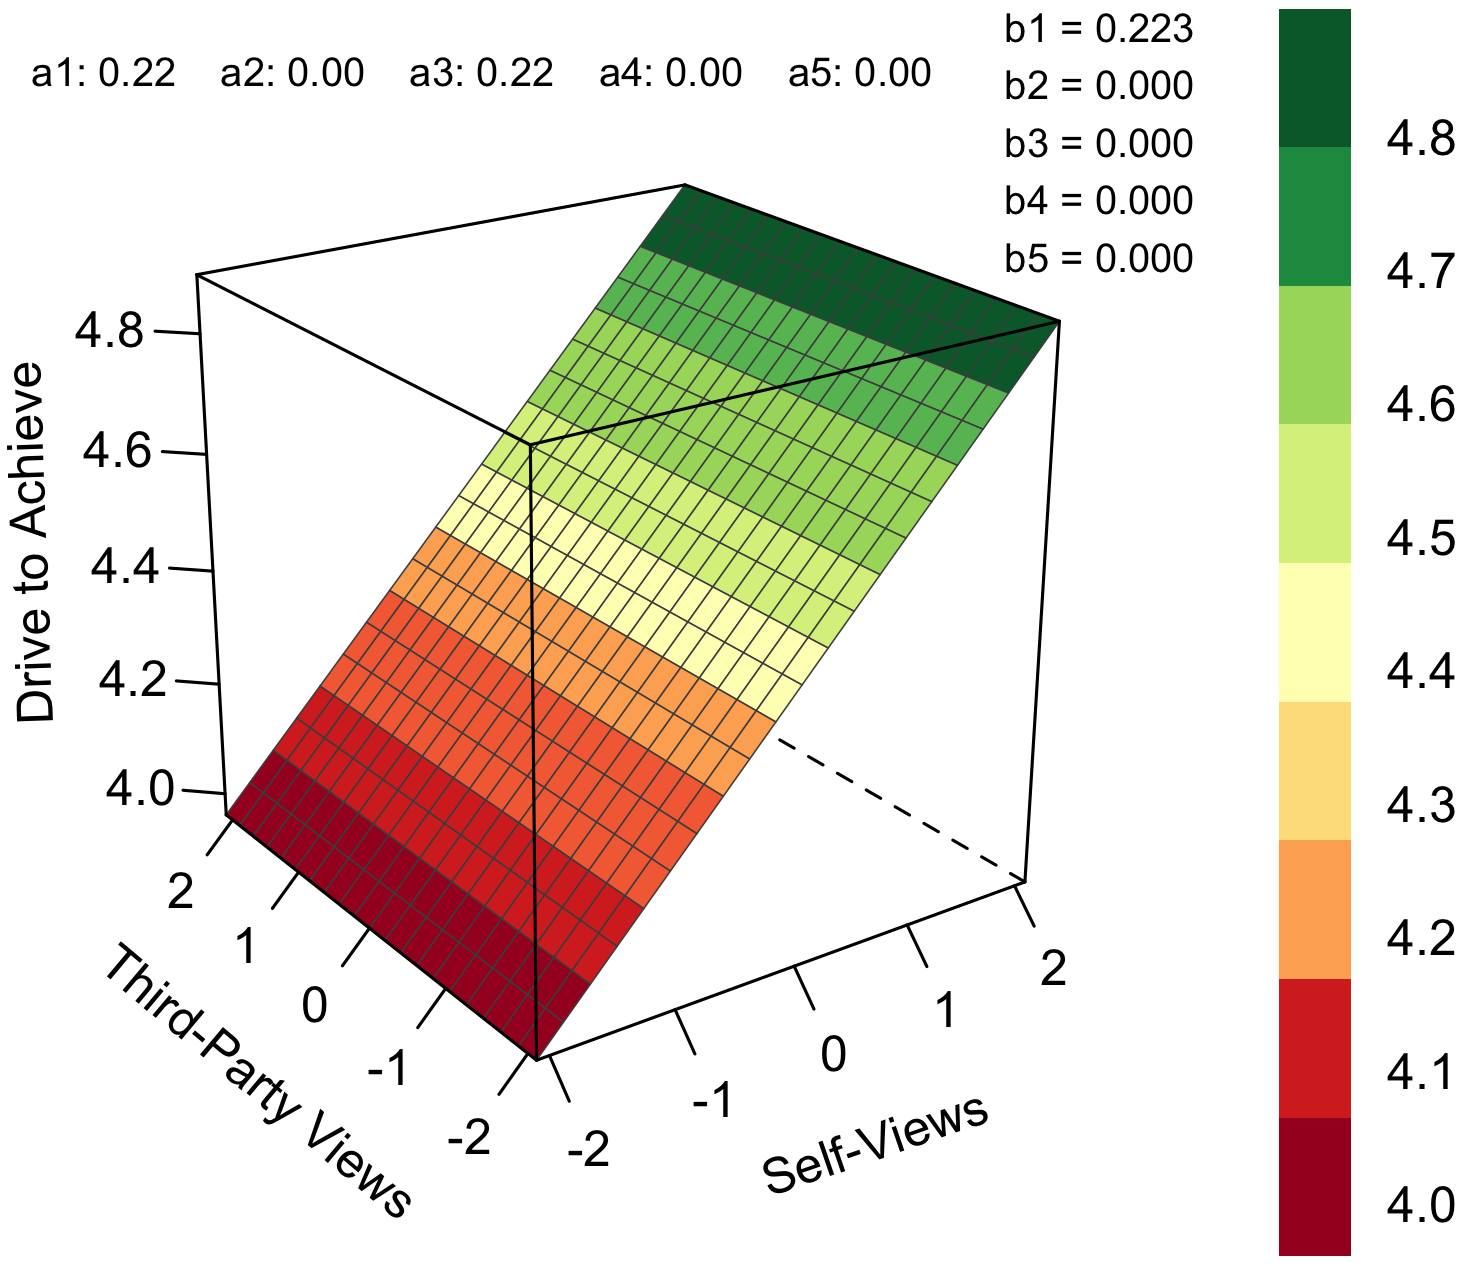 a1: 0.22 a2: 0.00 a3: 0.22 a4: 0.00 a5: 0.00
b1 = 0.223
b2 = 0.000
b3 = 0.000
b4 = 0.000
b5 = 0.000
Drive to Achieve
4.8
4.6
4.4
4.2
4.0
2
1
0
-1
-2
Third-Party Views
-2
-1
0
1
2
Self-Views
4.8
4.7
4.6
4.5
4.4
4.3
4.2
4.1
4.0